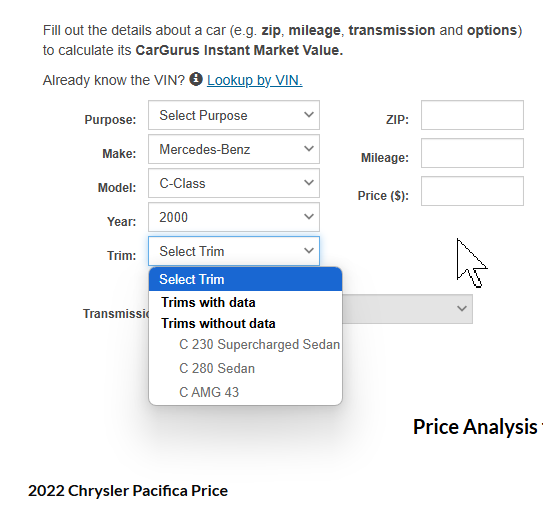 Fill out the details about a car (e.g. zip, mileage, transmission and options)
to calculate its CarGurus Instant Market Value.
Already know the VIN? Lookup by VIN.
Purpose: Select Purpose
ZIP:
Make: Mercedes-Benz
Mileage:
Model: C-Class
Price ($):
Year: 2000
Trim: Select Trim
Select Trim
Trims with data
Transmissio
Trims without data
C 230 Supercharged Sedan
C 280 Sedan
C AMG 43
Price Analysis
2022 Chrysler Pacifica Price